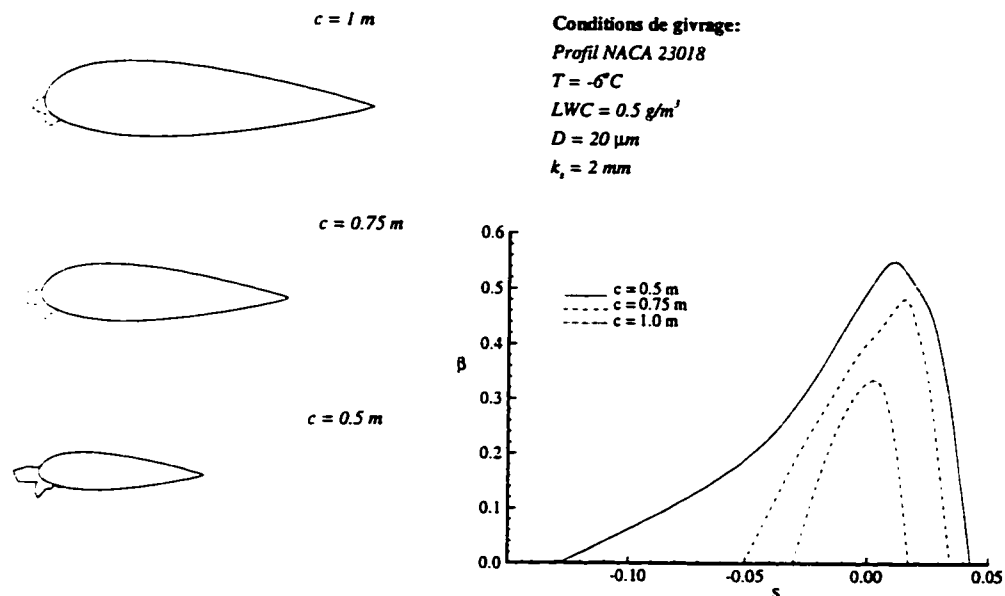 c = 1 m
Conditions de givrage:
Profil NACA 23018
T = -6°C
LWC = 0.5 g/m³
D = 20 µm
kₛ = 2 mm
c = 0.75 m
c = 0.5 m
0.6
0.5
0.4
0.3
0.2
0.1
0.0
β
c = 0.5 m
c = 0.75 m
c = 1.0 m
-0.10
-0.05
0.00
0.05
s